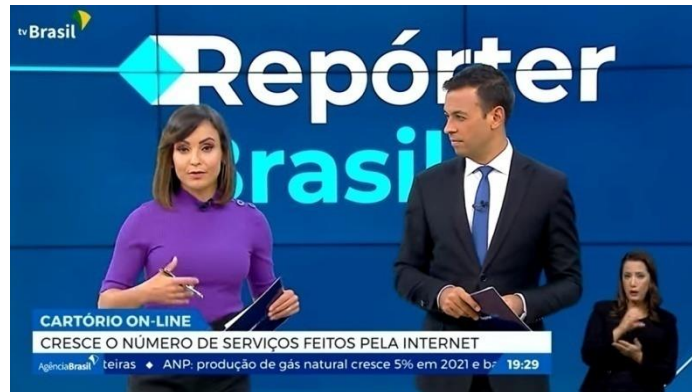 tv Brasil
Repórter
Brasil
CARTÓRIO ON-LINE
CRESCE O NÚMERO DE SERVIÇOS FEITOS PELA INTERNET
AgênciaBrasil teiras ◆ ANP: produção de gás natural cresce 5% em 2021 e 19:29